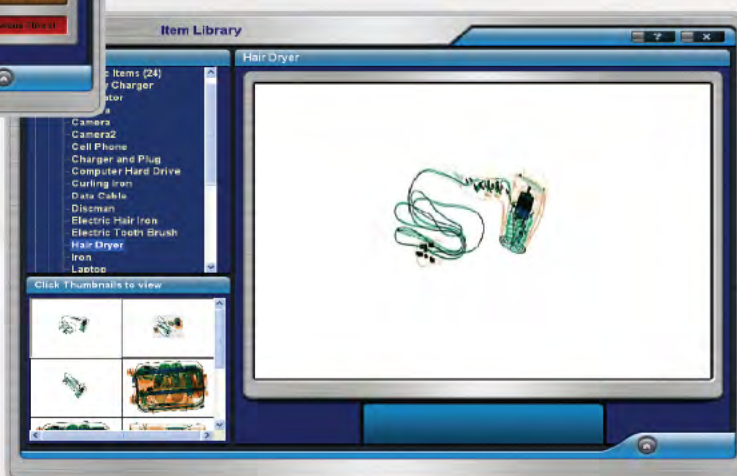 Item Library
? x
Hair Dryer
c Items (24)
Charger
ator
a
Camera
Camera2
Cell Phone
Charger and Plug
Computer Hard Drive
Curling Iron
Data Cable
Discman
Electric Hair Iron
Electric Tooth Brush
Hair Dryer
Iron
Laptop
Click Thumbnails to view